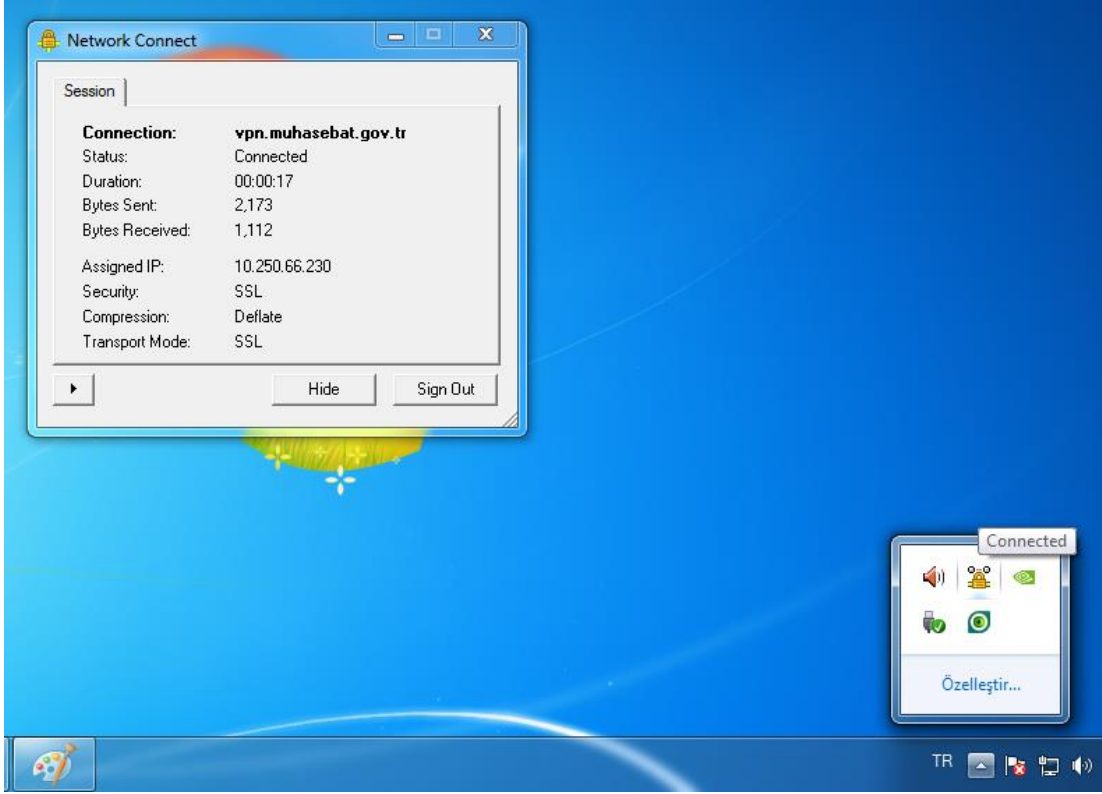 Network Connect
Session
Connection: vpn.muhasebat.gov.tr
Status: Connected
Duration: 00:00:17
Bytes Sent: 2,173
Bytes Received: 1,112
Assigned IP: 10.250.66.230
Security: SSL
Compression: Deflate
Transport Mode: SSL
Hide Sign Out
Connected
Özelleştir...
TR